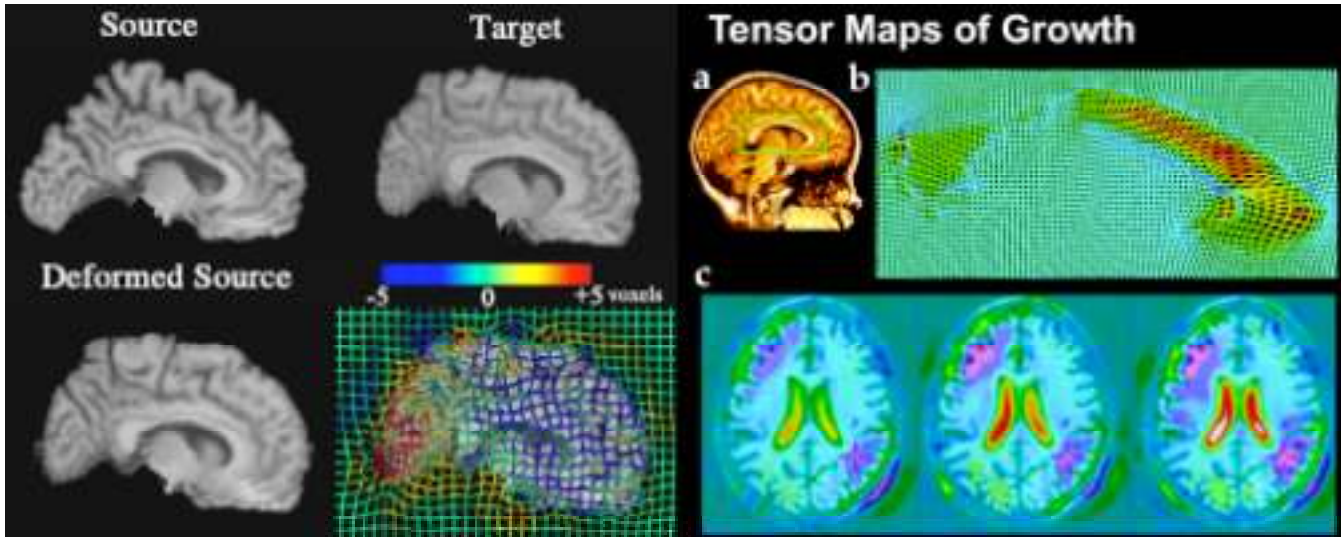 Source
Target
Deformed Source
-5
0
+5 voxels
Tensor Maps of Growth
a
b
c